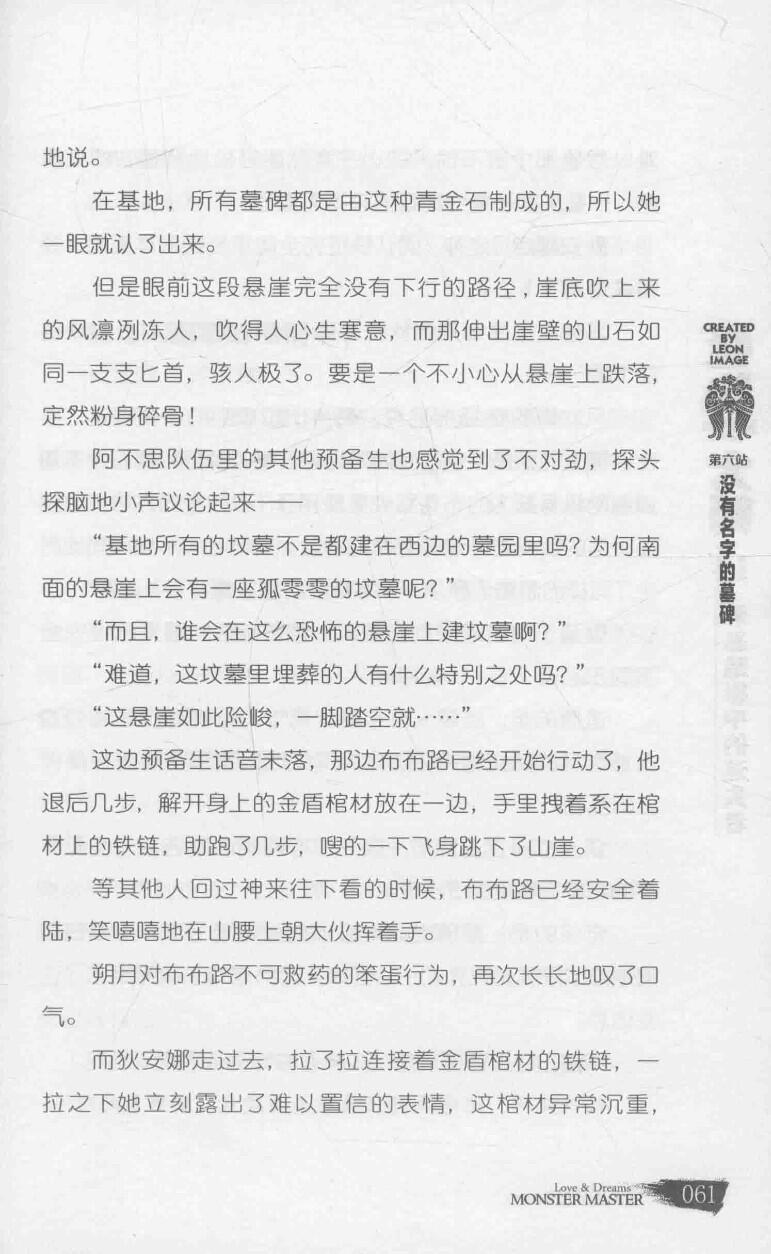 地说。
在基地，所有墓碑都是由这种青金石制成的，所以她
一眼就认了出来。
但是眼前这段悬崖完全没有下行的路径，崖底吹上来
的风凛冽冻人，吹得人心生寒意，而那伸出崖壁的山石如
同一支支匕首，骇人极了。要是一个不小心从悬崖上跌落，
定然粉身碎骨！
阿不思队伍里的其他预备生也感觉到了不对劲，探头
探脑地小声议论起来——
“基地所有的坟墓不是都建在西边的墓园里吗？为何南
面的悬崖上会有一座孤零零的坟墓呢？”
“而且，谁会在这么恐怖的悬崖上建坟墓啊？”
“难道，这坟墓里埋葬的人有什么特别之处吗？”
“这悬崖如此险峻，一脚踏空就……”
这边预备生话音未落，那边布布路已经开始行动了，他
退后几步，解开身上的金盾棺材放在一边，手里拽着系在棺
材上的铁链，助跑了几步，嗖的一下飞身跳下了山崖。
等其他人回过神来往下看的时候，布布路已经安全着
陆，笑嘻嘻地在山腰上朝大伙挥着手。
朔月对布布路不可救药的笨蛋行为，再次长长地叹了口
气。
而狄安娜走过去，拉了拉连接着金盾棺材的铁链，一
拉之下她立刻露出了难以置信的表情，这棺材异常沉重，
CREATED
BY
LEON
IMAGE
第六站
没有名字的墓碑
Love & Dreams
MONSTER MASTER
061